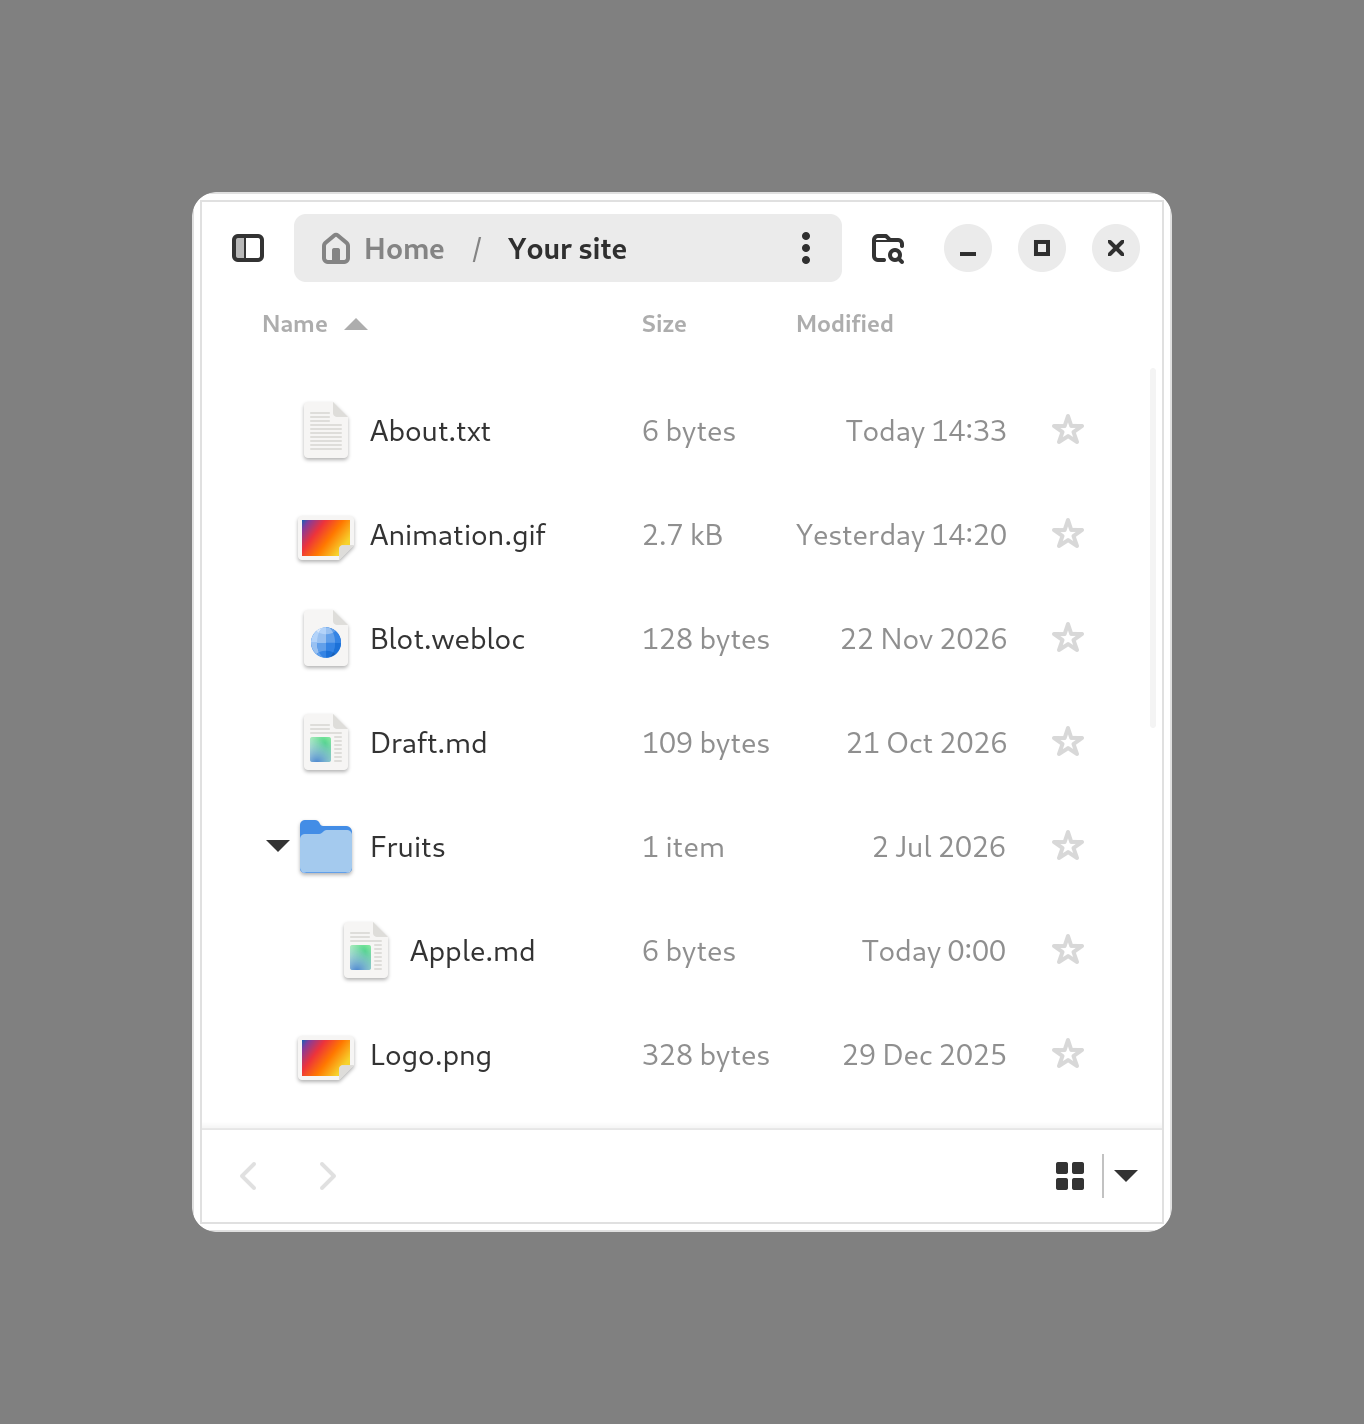 Home / Your site
Name Size Modified
About.txt 6 bytes Today 14:33
Animation.gif 2.7 kB Yesterday 14:20
Blot.webloc 128 bytes 22 Nov 2026
Draft.md 109 bytes 21 Oct 2026
Fruits 1 item 2 Jul 2026
Apple.md 6 bytes Today 0:00
Logo.png 328 bytes 29 Dec 2025